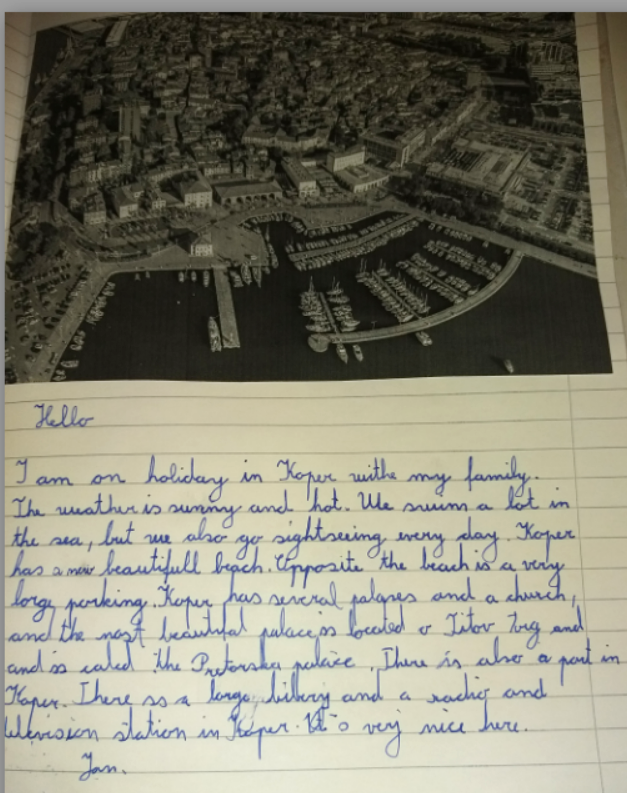 Hello
I am on holiday in Koper withe my family.
The weather is sunny and hot. We swim a lot in
the sea, but we also go sightseeing every day. Koper
has a new beautifull beach. Opposite the beach is a very
large parking. Koper has several palases and a church,
and the most beautiful palace is located o Titov trg and
and is caled the Pretorska palace. There is also a port in
Koper. There is a large libery and a radio and
television station in Koper. It is very nice here.
Jan.